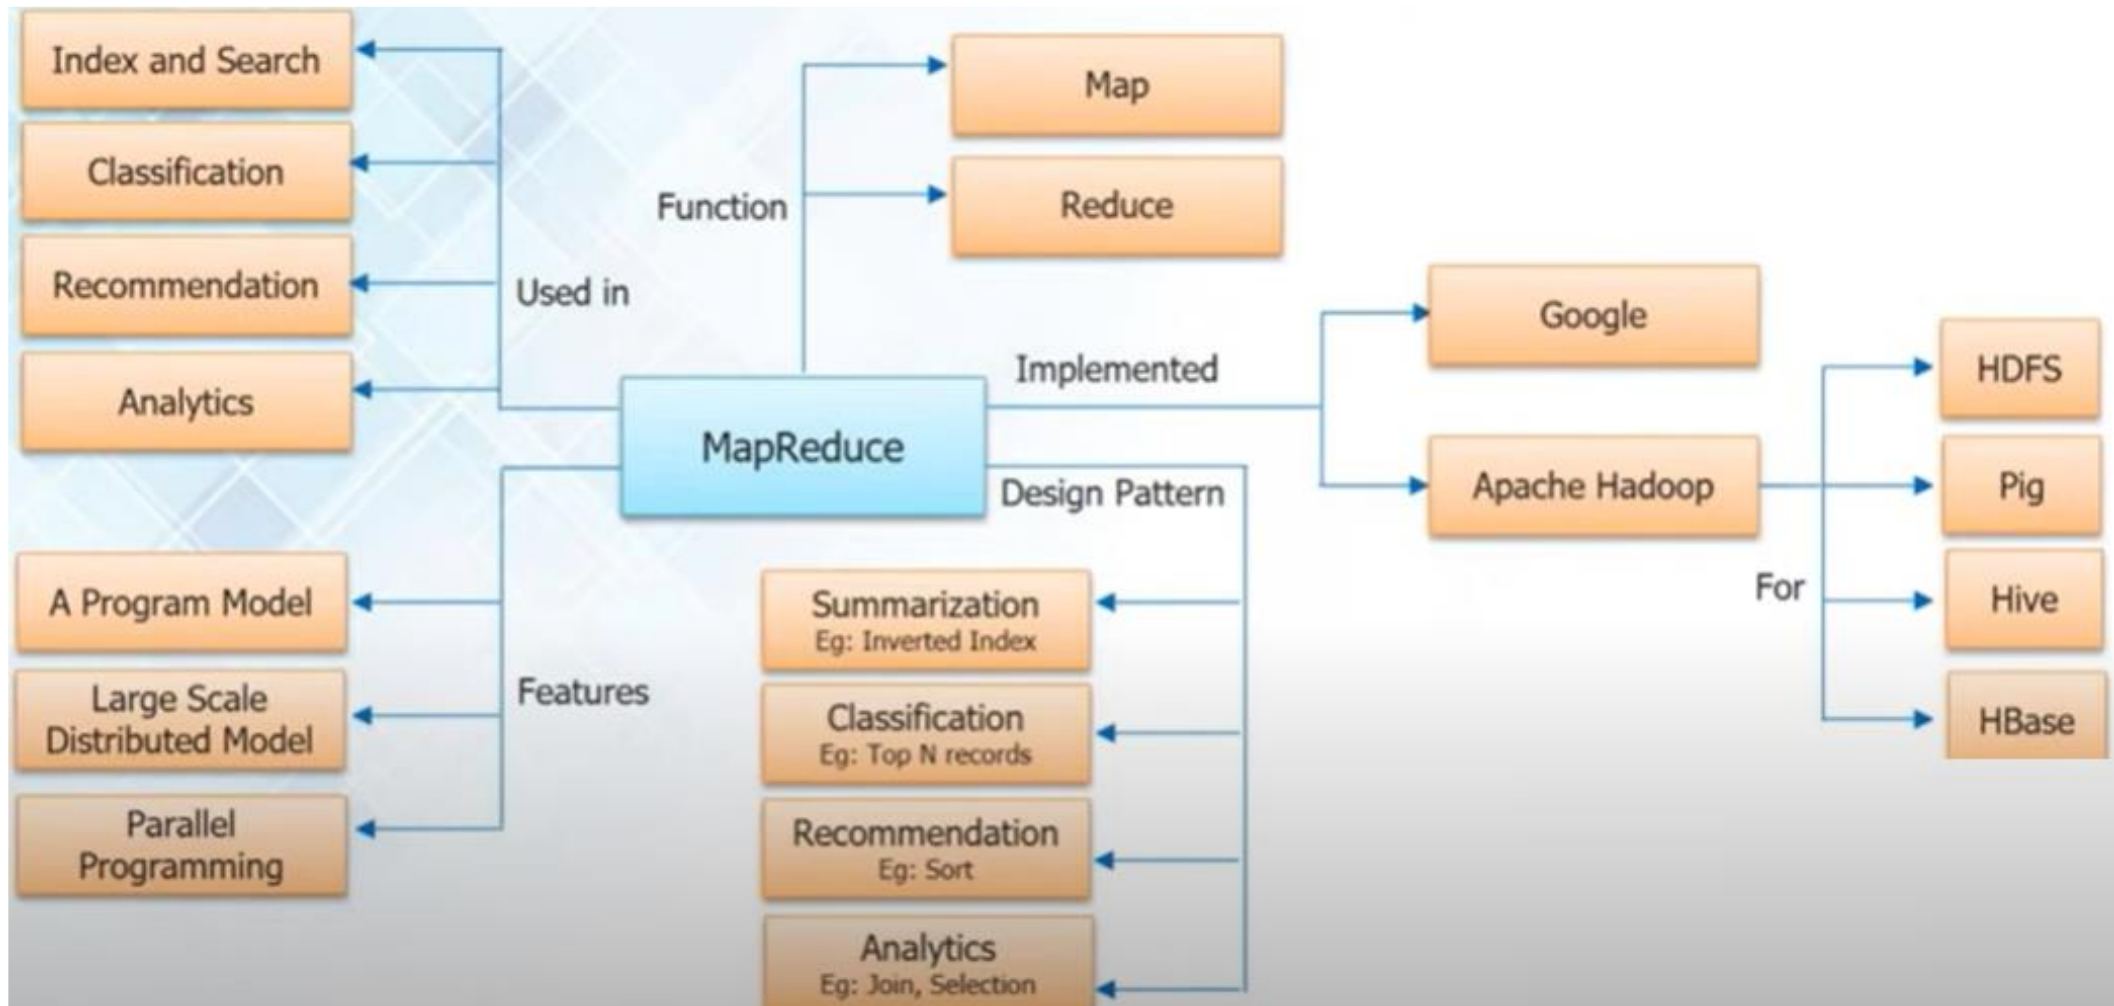 Index and Search
Classification
Recommendation
Analytics
Used in
Function
Map
Reduce
MapReduce
Implemented
Google
Apache Hadoop
For
HDFS
Pig
Hive
HBase
Features
A Program Model
Large Scale
Distributed Model
Parallel
Programming
Design Pattern
Summarization
Eg: Inverted Index
Classification
Eg: Top N records
Recommendation
Eg: Sort
Analytics
Eg: Join, Selection